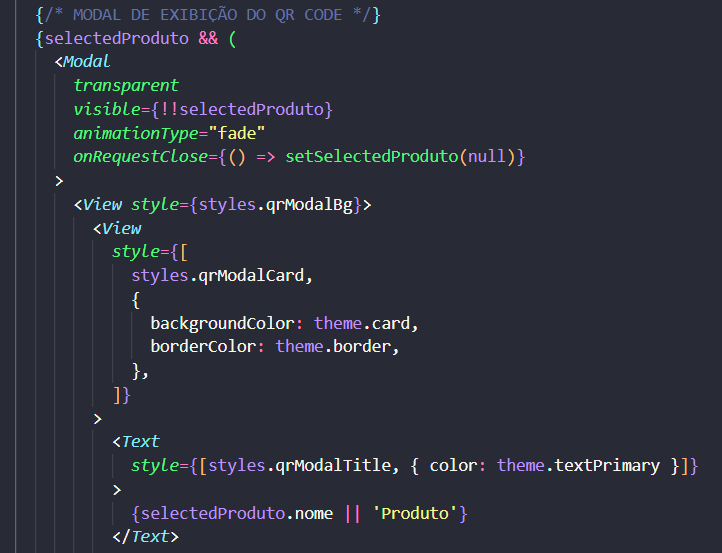 {/* MODAL DE EXIBIÇÃO DO QR CODE */}
{selectedProduto && (
<Modal
transparent
visible={!!selectedProduto}
animationType="fade"
onRequestClose={() => setSelectedProduto(null)}
>
<View style={styles.qrModalBg}>
<View
style={[
styles.qrModalCard,
{
backgroundColor: theme.card,
borderColor: theme.border,
},
]}
>
<Text
style={[styles.qrModalTitle, { color: theme.textPrimary }]}
>
{selectedProduto.nome || 'Produto'}
</Text>